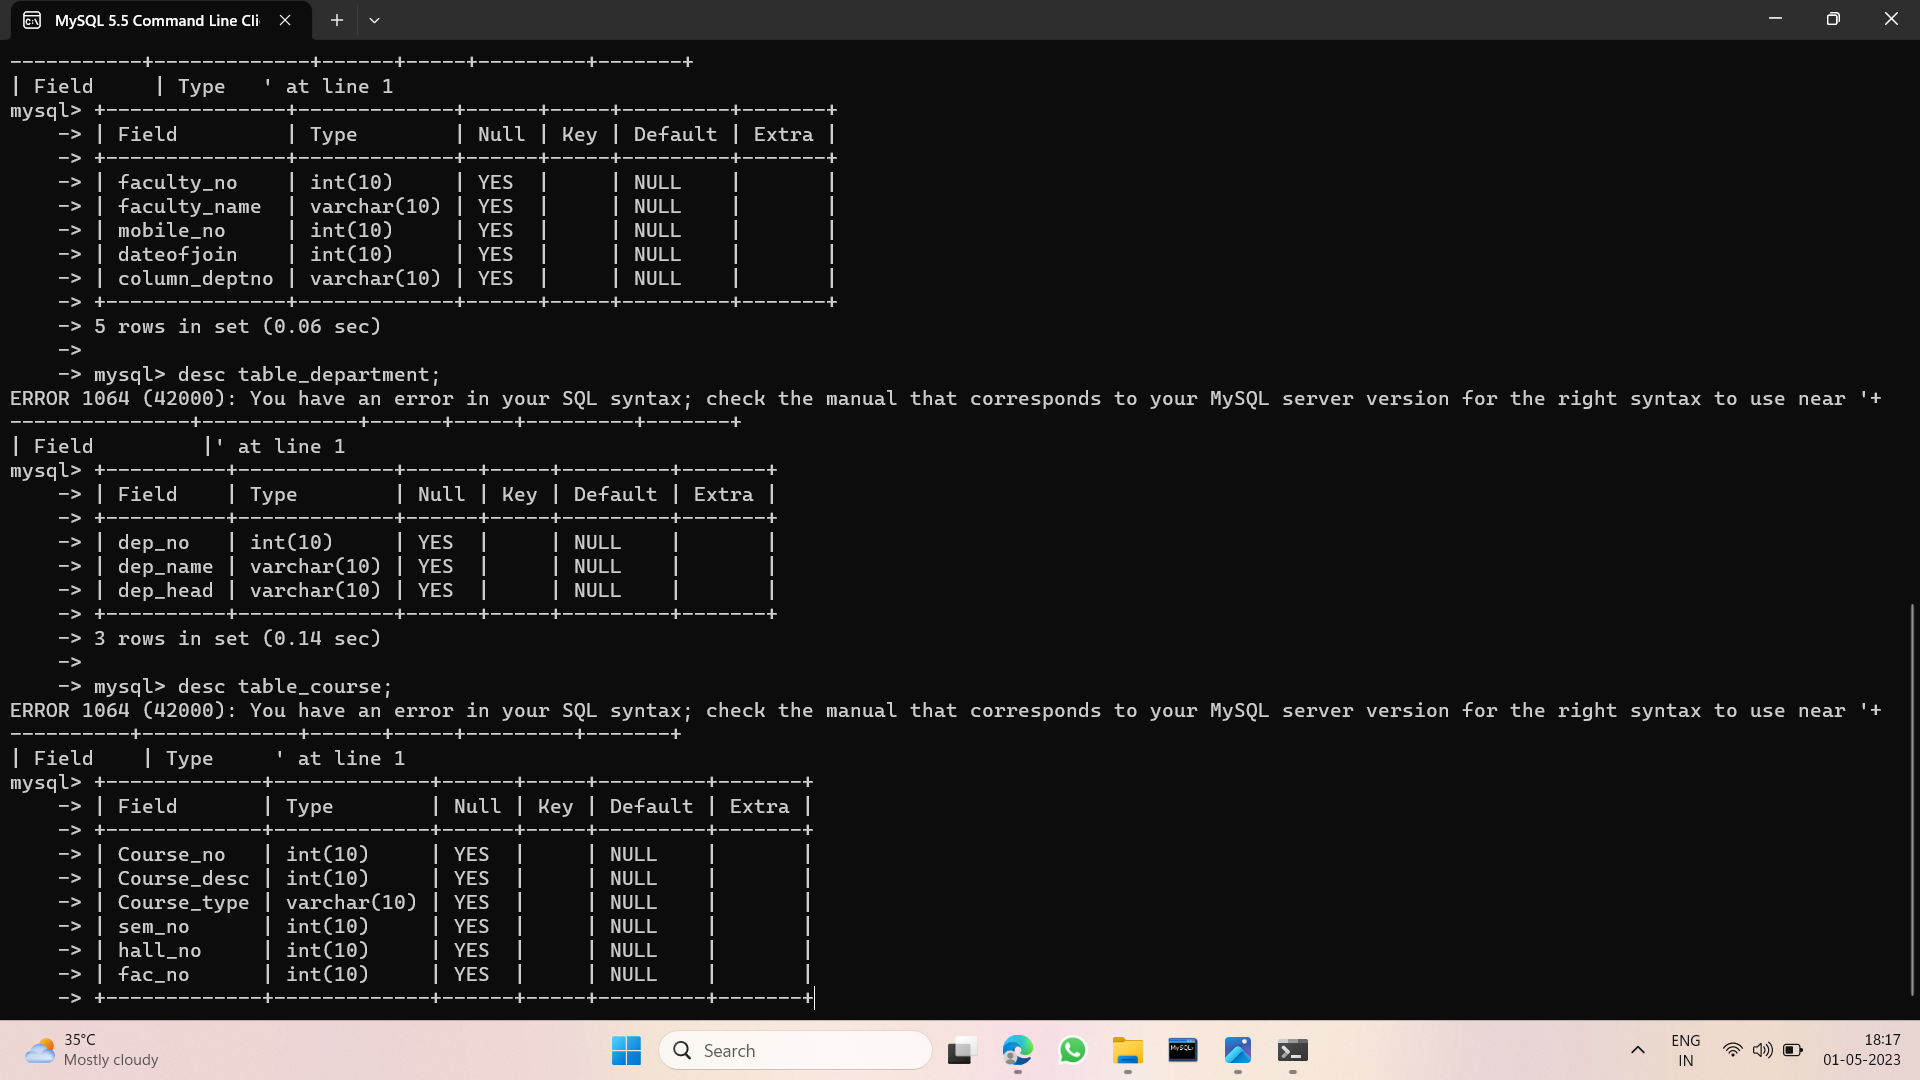 MySQL 5.5 Command Line Cli
-----------+-------------+------+-----+---------+-------+
| Field     | Type   ' at line 1
mysql> +---------------+-------------+------+-----+---------+-------+
    -> | Field         | Type        | Null | Key | Default | Extra |
    -> +---------------+-------------+------+-----+---------+-------+
    -> | faculty_no    | int(10)     | YES  |     | NULL    |       |
    -> | faculty_name  | varchar(10) | YES  |     | NULL    |       |
    -> | mobile_no     | int(10)     | YES  |     | NULL    |       |
    -> | dateofjoin    | int(10)     | YES  |     | NULL    |       |
    -> | column_deptno | varchar(10) | YES  |     | NULL    |       |
    -> +---------------+-------------+------+-----+---------+-------+
    -> 5 rows in set (0.06 sec)
    ->
    -> mysql> desc table_department;
ERROR 1064 (42000): You have an error in your SQL syntax; check the manual that corresponds to your MySQL server version for the right syntax to use near '+
---------------+-------------+------+-----+---------+-------+
| Field         |' at line 1
mysql> +----------+-------------+------+-----+---------+-------+
    -> | Field    | Type        | Null | Key | Default | Extra |
    -> +----------+-------------+------+-----+---------+-------+
    -> | dep_no   | int(10)     | YES  |     | NULL    |       |
    -> | dep_name | varchar(10) | YES  |     | NULL    |       |
    -> | dep_head | varchar(10) | YES  |     | NULL    |       |
    -> +----------+-------------+------+-----+---------+-------+
    -> 3 rows in set (0.14 sec)
    ->
    -> mysql> desc table_course;
ERROR 1064 (42000): You have an error in your SQL syntax; check the manual that corresponds to your MySQL server version for the right syntax to use near '+
----------+-------------+------+-----+---------+-------+
| Field    | Type     ' at line 1
mysql> +-------------+-------------+------+-----+---------+-------+
    -> | Field       | Type        | Null | Key | Default | Extra |
    -> +-------------+-------------+------+-----+---------+-------+
    -> | Course_no   | int(10)     | YES  |     | NULL    |       |
    -> | Course_desc | int(10)     | YES  |     | NULL    |       |
    -> | Course_type | varchar(10) | YES  |     | NULL    |       |
    -> | sem_no      | int(10)     | YES  |     | NULL    |       |
    -> | hall_no     | int(10)     | YES  |     | NULL    |       |
    -> | fac_no      | int(10)     | YES  |     | NULL    |       |
    -> +-------------+-------------+------+-----+---------+-------+
35°C
Mostly cloudy
Search
MySQL
ENG
IN
18:17
01-05-2023